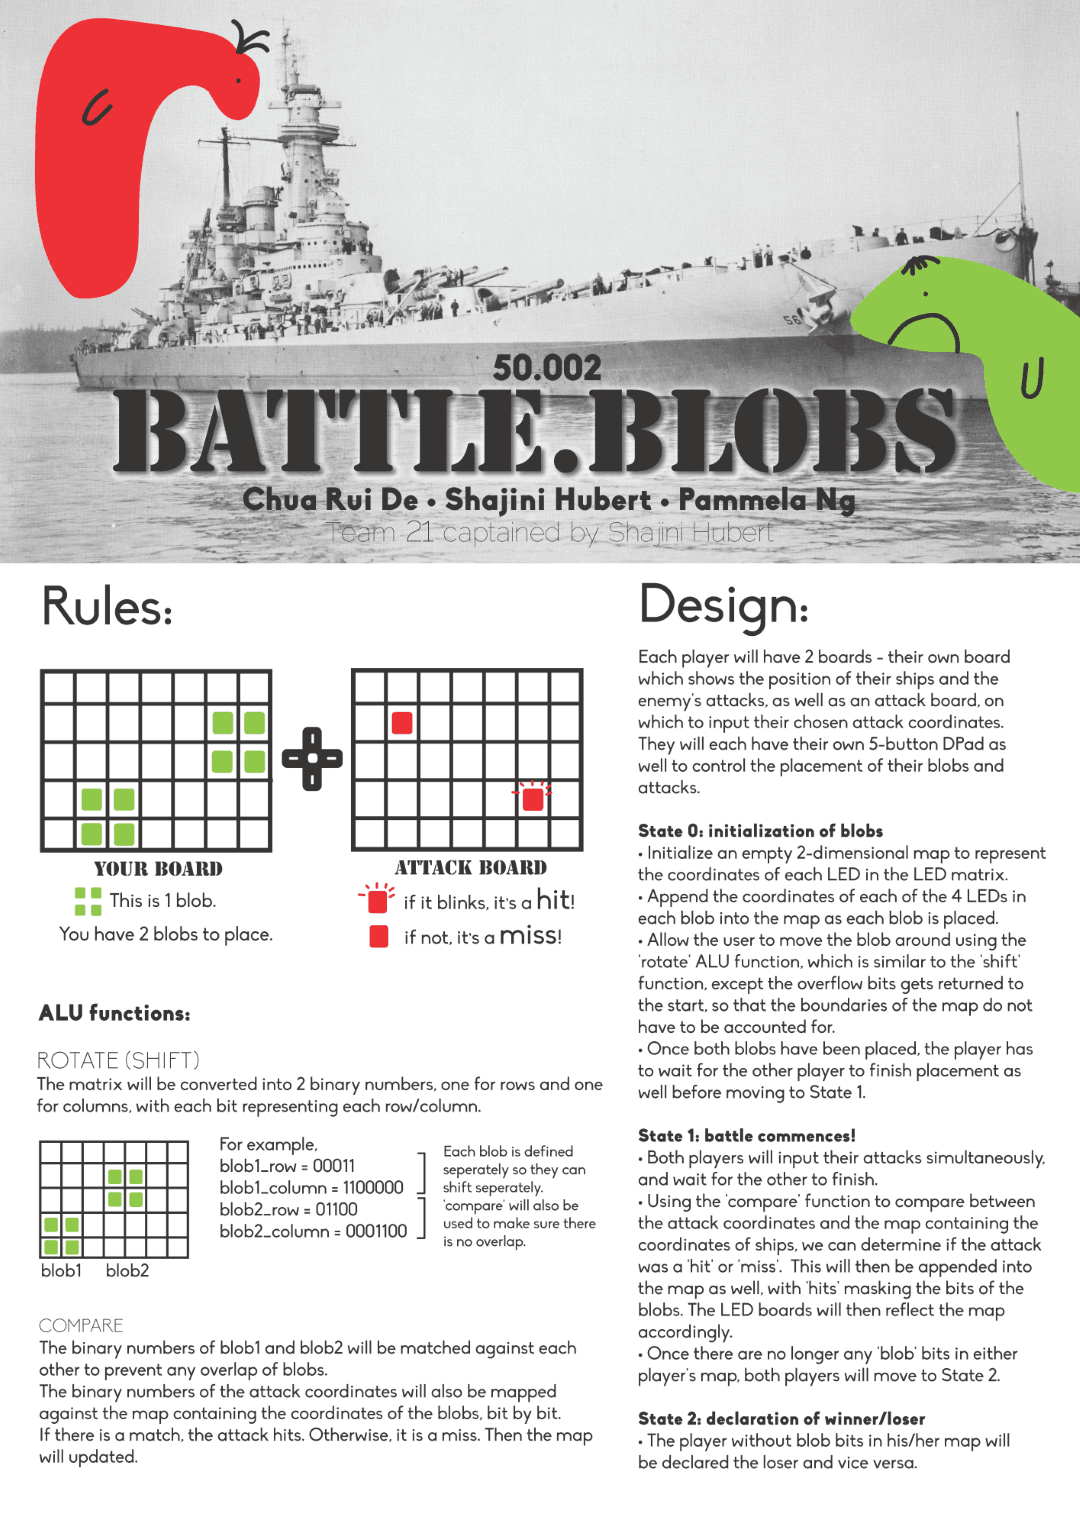 56
50.002
BATTLE.BLOBS
Chua Rui De • Shajini Hubert • Pammela Ng
Team 21 captained by Shajini Hubert
Rules:
YOUR BOARD
This is 1 blob.
You have 2 blobs to place.
ATTACK BOARD
if it blinks, it's a hit!
if not, it's a miss!
ALU functions:
ROTATE (SHIFT)
The matrix will be converted into 2 binary numbers, one for rows and one
for columns, with each bit representing each row/column.
blob1 blob2
For example,
blob1_row = 00011
blob1_column = 1100000
blob2_row = 01100
blob2_column = 0001100
Each blob is defined
seperately so they can
shift seperately.
'compare' will also be
used to make sure there
is no overlap.
COMPARE
The binary numbers of blob1 and blob2 will be matched against each
other to prevent any overlap of blobs.
The binary numbers of the attack coordinates will also be mapped
against the map containing the coordinates of the blobs, bit by bit.
If there is a match, the attack hits. Otherwise, it is a miss. Then the map
will updated.
Design:
Each player will have 2 boards - their own board
which shows the position of their ships and the
enemy's attacks, as well as an attack board, on
which to input their chosen attack coordinates.
They will each have their own 5-button DPad as
well to control the placement of their blobs and
attacks.
State 0: initialization of blobs
• Initialize an empty 2-dimensional map to represent
the coordinates of each LED in the LED matrix.
• Append the coordinates of each of the 4 LEDs in
each blob into the map as each blob is placed.
• Allow the user to move the blob around using the
'rotate' ALU function, which is similar to the 'shift'
function, except the overflow bits gets returned to
the start, so that the boundaries of the map do not
have to be accounted for.
• Once both blobs have been placed, the player has
to wait for the other player to finish placement as
well before moving to State 1.
State 1: battle commences!
• Both players will input their attacks simultaneously,
and wait for the other to finish.
• Using the 'compare' function to compare between
the attack coordinates and the map containing the
coordinates of ships, we can determine if the attack
was a 'hit' or 'miss'. This will then be appended into
the map as well, with 'hits' masking the bits of the
blobs. The LED boards will then reflect the map
accordingly.
• Once there are no longer any 'blob' bits in either
player's map, both players will move to State 2.
State 2: declaration of winner/loser
• The player without blob bits in his/her map will
be declared the loser and vice versa.